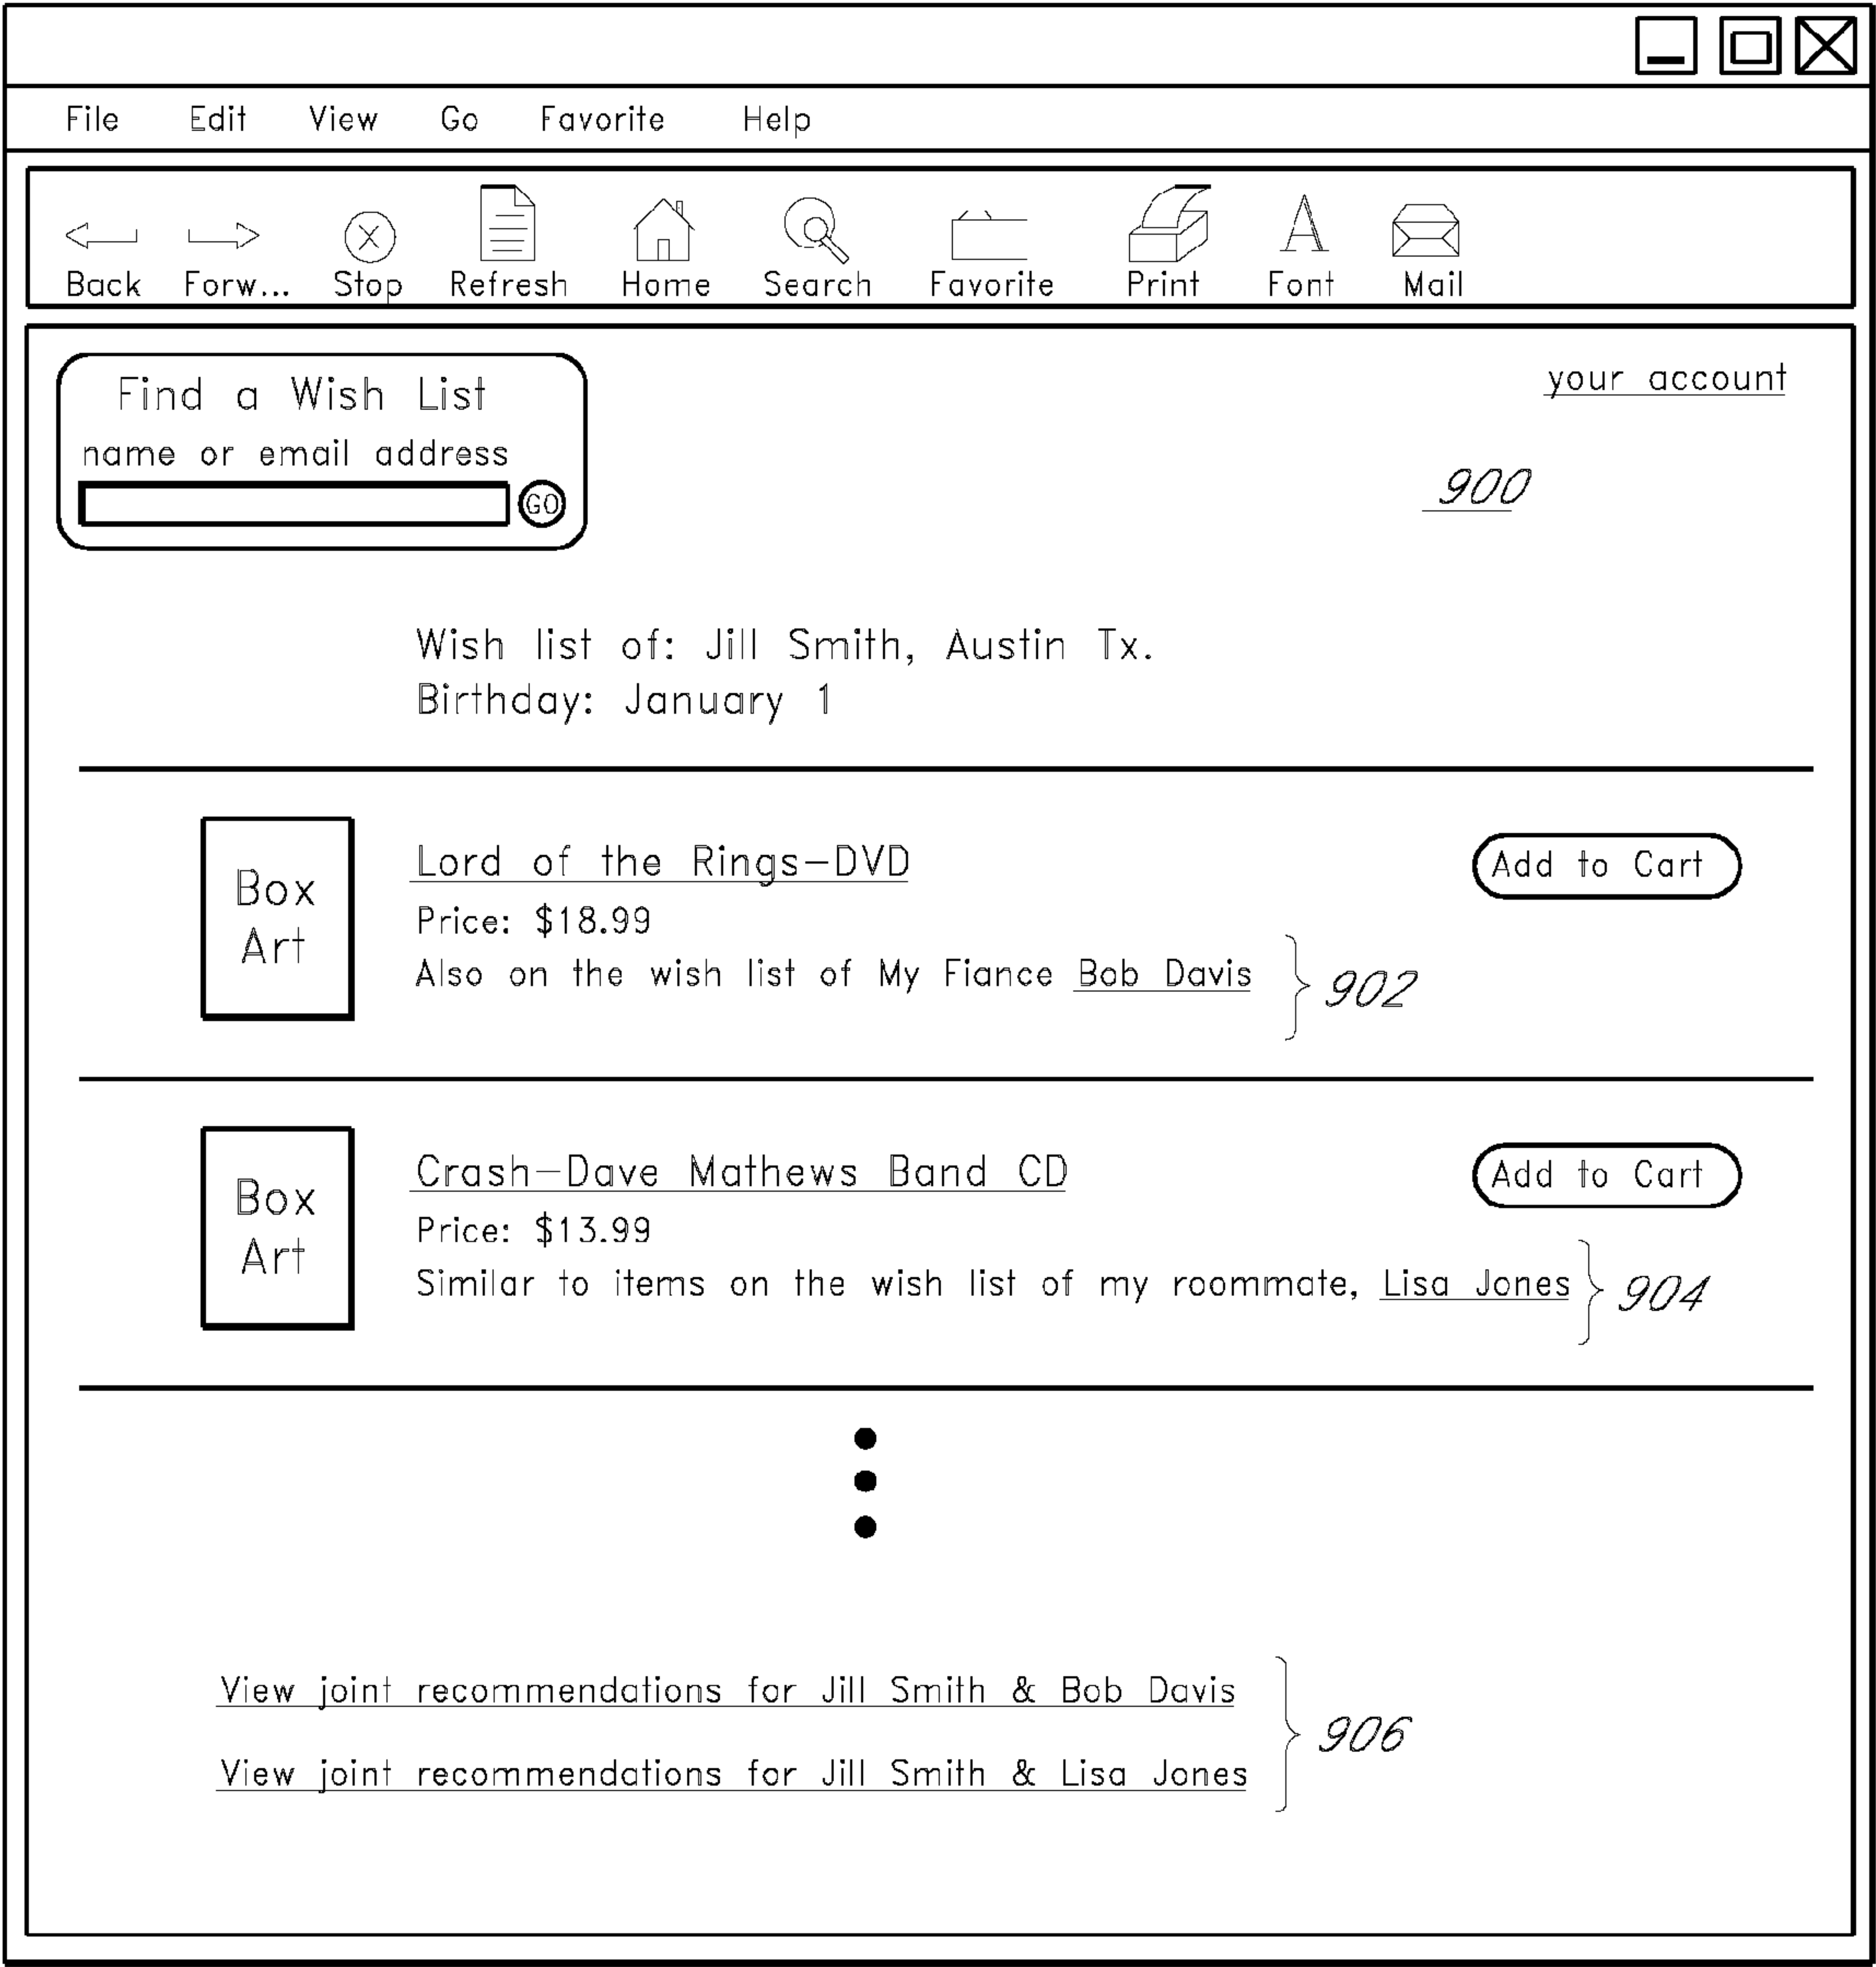 File Edit View Go Favorite Help
Back Forw... Stop Refresh Home Search Favorite Print Font Mail
Find a Wish List
name or email address
GO
your account
900
Wish list of: Jill Smith, Austin Tx.
Birthday: January 1
Box
Art
Lord of the Rings-DVD
Price: $18.99
Also on the wish list of My Fiance Bob Davis
902
Add to Cart
Box
Art
Crash-Dave Mathews Band CD
Price: $13.99
Similar to items on the wish list of my roommate, Lisa Jones
904
Add to Cart
View joint recommendations for Jill Smith & Bob Davis
View joint recommendations for Jill Smith & Lisa Jones
906